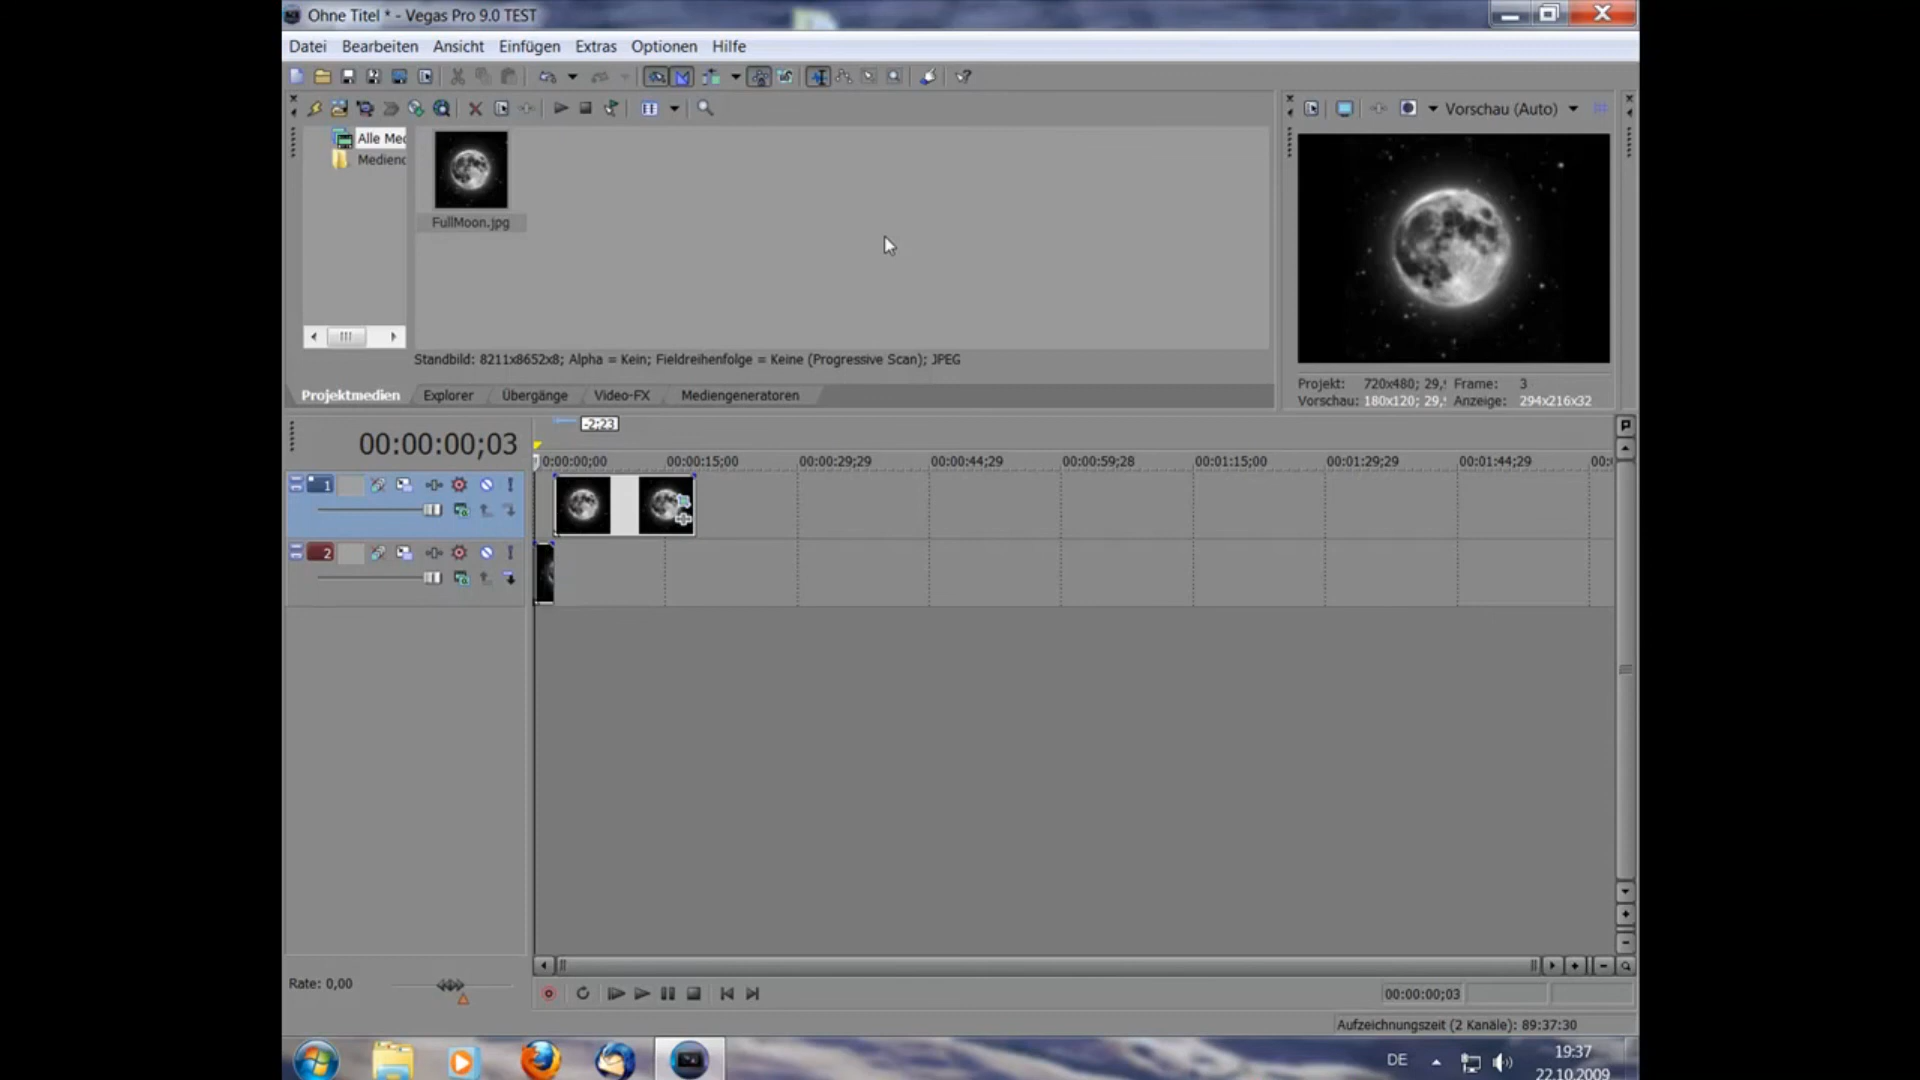 Ohne Titel * - Vegas Pro 9.0 TEST
Datei Bearbeiten Ansicht Einfügen Extras Optionen Hilfe
Vorschau (Auto)
Alle Med
Medienc
FullMoon.jpg
Standbild: 8211x8652x8; Alpha = Kein; Fieldreihenfolge = Keine (Progressive Scan); JPEG
Projektmedien Explorer Übergänge Video-FX Mediengeneratoren
Projekt: 720x480; 29, Frame: 3
Vorschau: 180x120; 29, Anzeige: 294x216x32
-2:23
00:00:00;03
0:00:00;00 00:00:15;00 00:00:29;29 00:00:44;29 00:00:59;28 00:01:15;00 00:01:29;29 00:01:44;29 00:0
1
2
Rate: 0,00
00:00:00;03
Aufzeichnungszeit (2 Kanäle): 89:37:30
DE
19:37
22.10.2009